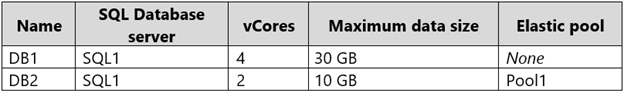 Name SQL Database server vCores Maximum data size Elastic pool
DB1 SQL1 4 30 GB None
DB2 SQL1 2 10 GB Pool1